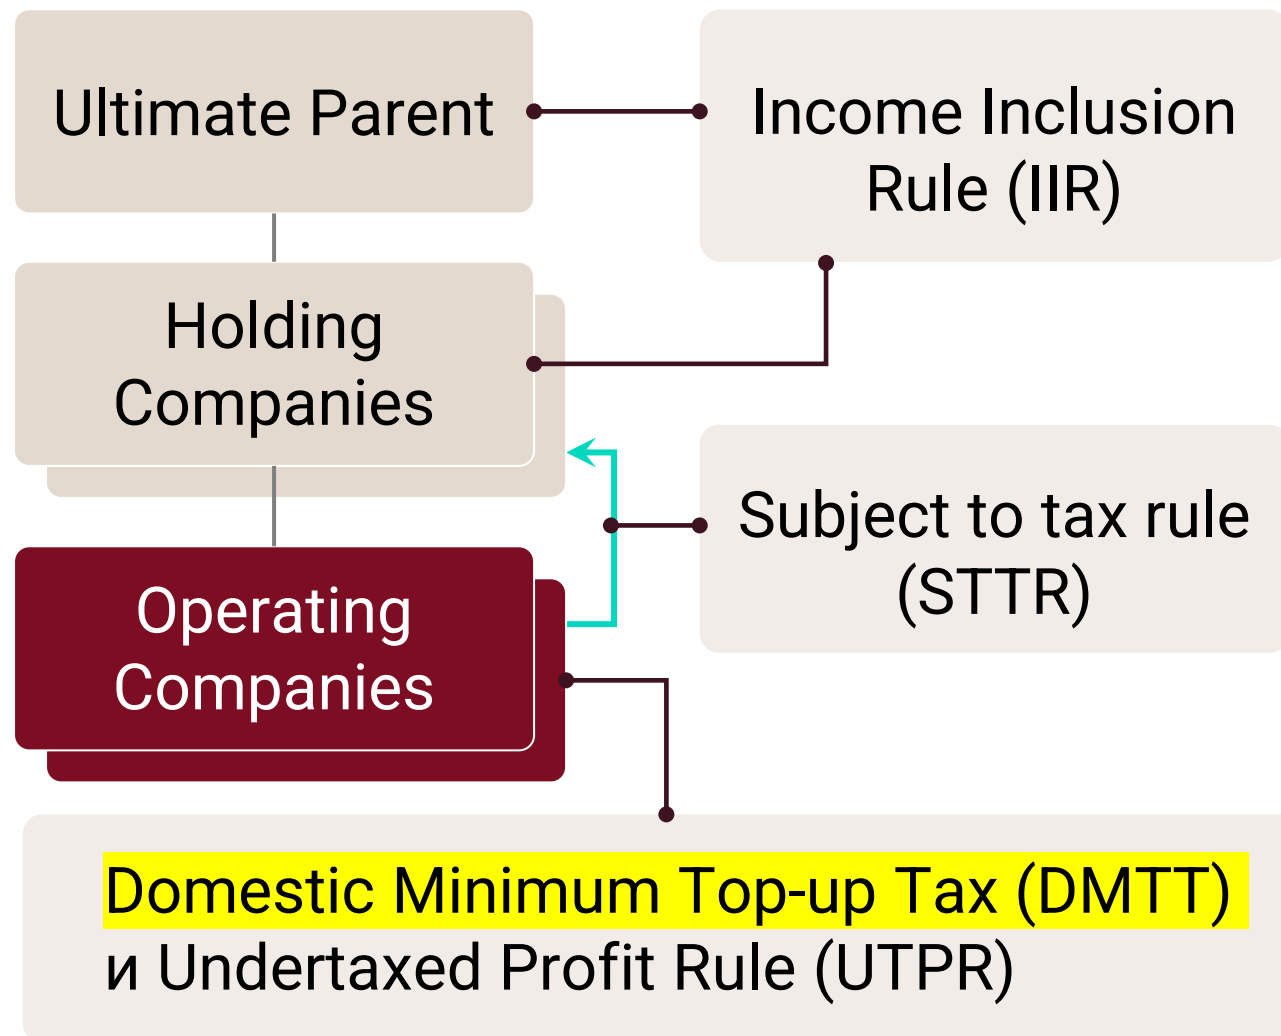 Ultimate Parent
Income Inclusion
Rule (IIR)
Holding
Companies
Subject to tax rule
(STTR)
Operating
Companies
Domestic Minimum Top-up Tax (DMTT)
и Undertaxed Profit Rule (UTPR)